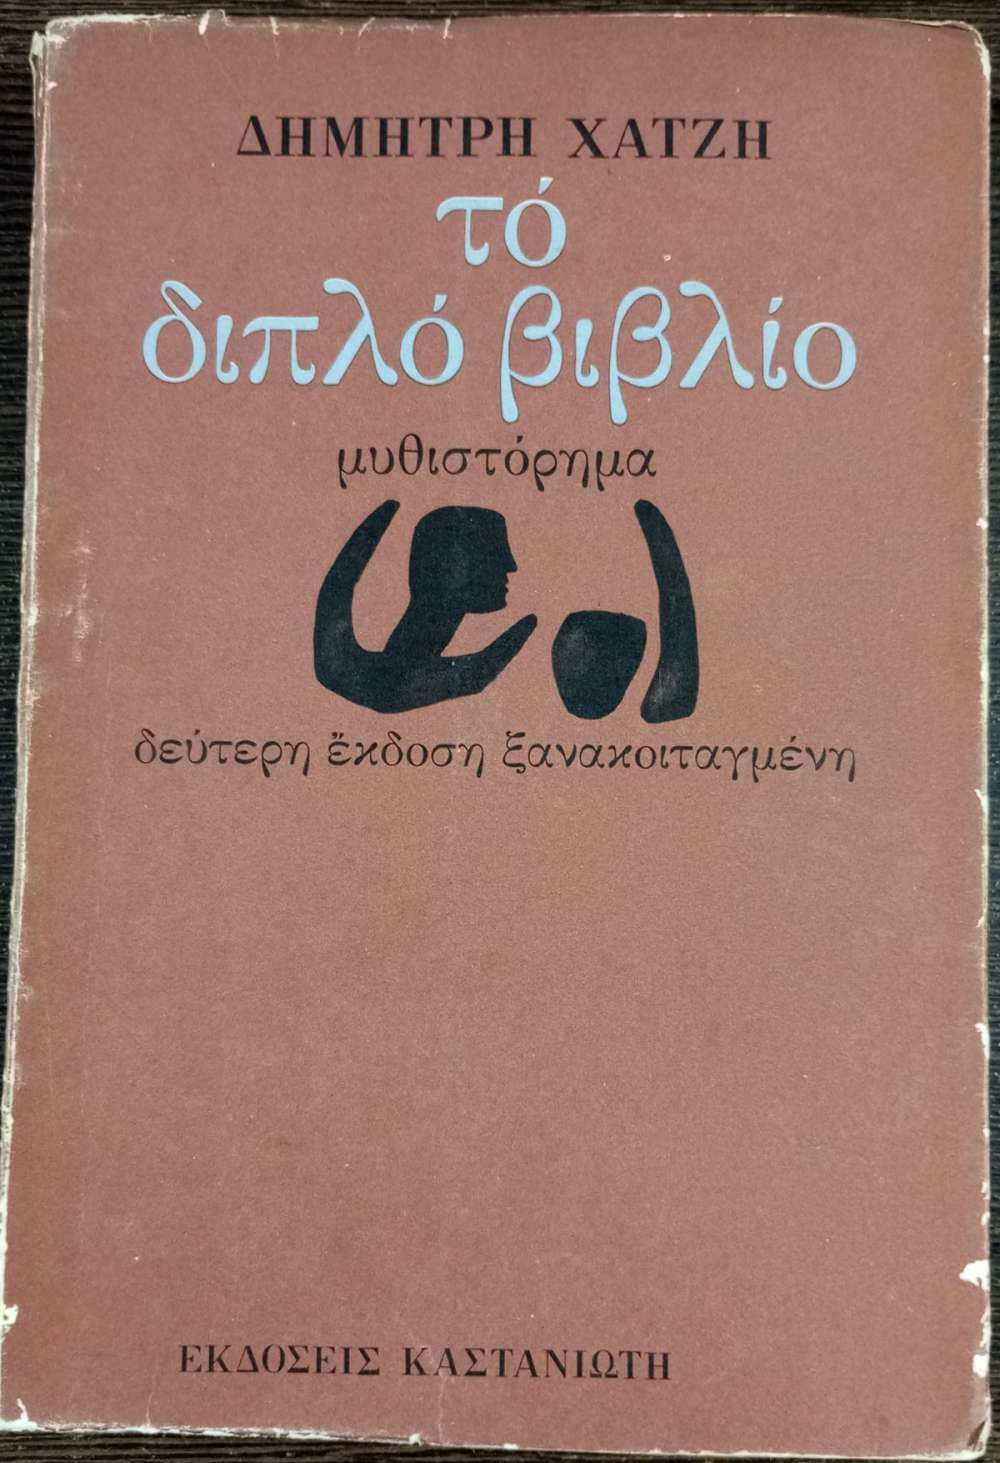 ΔΗΜΗΤΡΗ ΧΑΤΖΗ
τό
διπλό βιβλίο
μυθιστόρημα
δεύτερη ἔκδοση ξανακοιταγμένη
ΕΚΔΟΣΕΙΣ ΚΑΣΤΑΝΙΩΤΗ